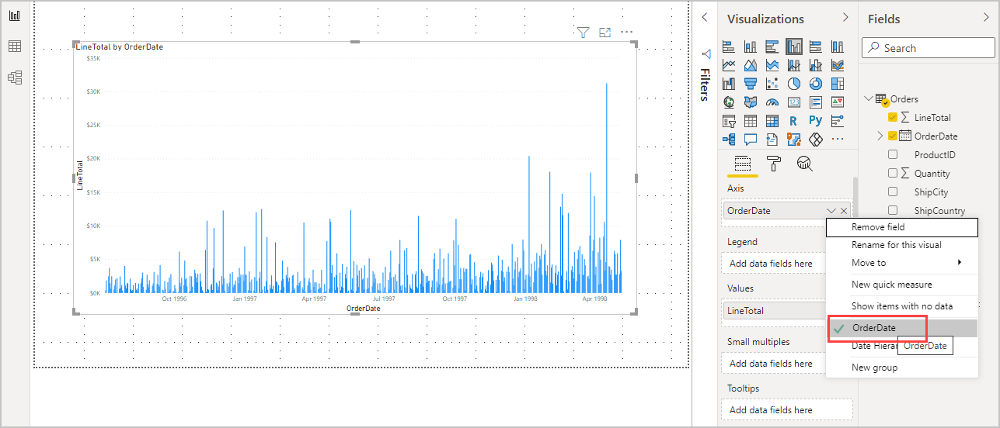 LineTotal by OrderDate
$35K
$30K
$25K
$20K
$15K
$10K
$5K
$0K
LineTotal
Oct 1996
Jan 1997
Apr 1997
Jul 1997
Oct 1997
Jan 1998
Apr 1998
OrderDate
Filters
Visualizations
123
R
Py
Axis
OrderDate
Legend
Add data fields here
Values
LineTotal
Small multiples
Add data fields here
Tooltips
Add data fields here
Remove field
Rename for this visual
Move to
New quick measure
Show items with no data
OrderDate
Date Hierar
OrderDate
New group
Fields
Search
Orders
LineTotal
OrderDate
ProductID
Quantity
ShipCity
ShipCountry